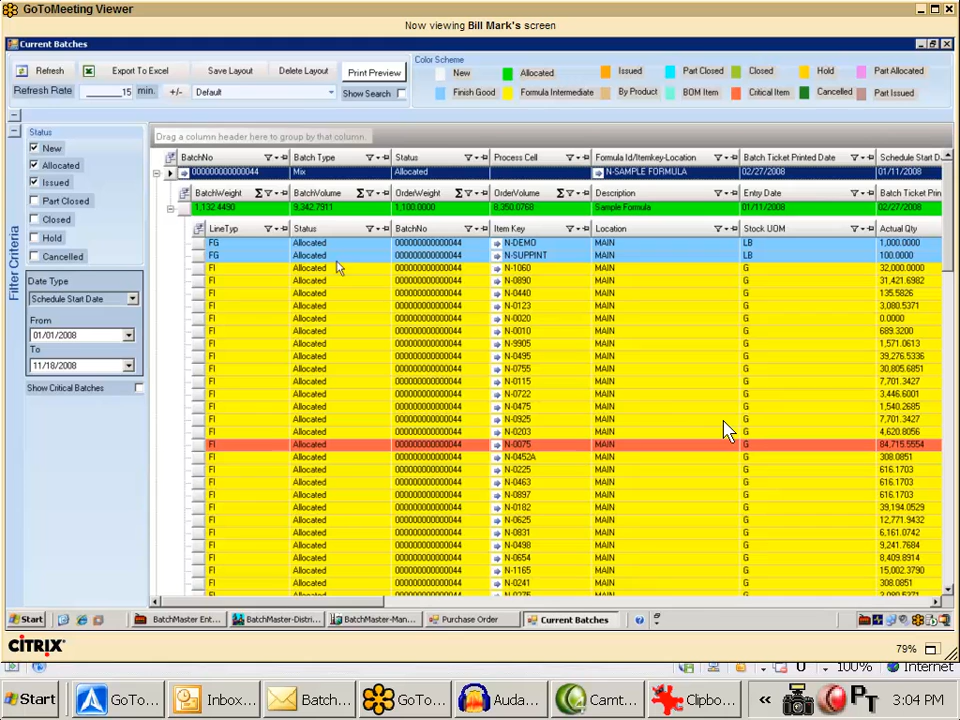 GoToMeeting Viewer
Now viewing Bill Mark's screen
Current Batches
Refresh Export To Excel Save Layout Delete Layout Print Preview
Refresh Rate 15 min. +/- Default Show Search
Color Scheme
New Allocated Issued Part Closed Closed Hold Part Allocated
Finish Good Formula Intermediate By Product BOM Item Critical Item Cancelled Part Issued
Filter Criteria
Status
New
Allocated
Issued
Part Closed
Closed
Hold
Cancelled
Date Type
Schedule Start Date
From
01/01/2008
To
11/18/2008
Show Critical Batches
Drag a column header here to group by that column.
BatchNo Batch Type Status Process Cell Formula Id/Itemkey-Location Batch Ticket Printed Date Schedule Start D
000000000000044 Mix Allocated N-SAMPLE FORMULA 02/27/2008 01/11/2008
BatchWeight BatchVolume OrderWeight OrderVolume Description Entry Date Batch Ticket Prin
1,132.4490 9,342.7911 1,100.0000 8,350.0768 Sample Formula 01/11/2008 02/27/2008
LineTyp Status BatchNo Item Key Location Stock UOM Actual Qty
FG Allocated 000000000000044 N-DEMO MAIN LB 1,000.0000
FG Allocated 000000000000044 N-SUPPINT MAIN LB 100.0000
FI Allocated 000000000000044 N-1060 MAIN G 32,000.0000
FI Allocated 000000000000044 N-0890 MAIN G 31,421.6982
FI Allocated 000000000000044 N-0440 MAIN G 135.5826
FI Allocated 000000000000044 N-0123 MAIN G 3,080.5371
FI Allocated 000000000000044 N-0020 MAIN G 0.0000
FI Allocated 000000000000044 N-0010 MAIN G 689.3200
FI Allocated 000000000000044 N-9905 MAIN G 1,571.0613
FI Allocated 000000000000044 N-0495 MAIN G 39,276.5336
FI Allocated 000000000000044 N-0755 MAIN G 30,805.6851
FI Allocated 000000000000044 N-0115 MAIN G 7,701.3427
FI Allocated 000000000000044 N-0722 MAIN G 3,446.6001
FI Allocated 000000000000044 N-0475 MAIN G 1,540.2685
FI Allocated 000000000000044 N-0925 MAIN G 7,701.3427
FI Allocated 000000000000044 N-0203 MAIN G 4,620.8056
FI Allocated 000000000000044 N-0075 MAIN G 84,715.5554
FI Allocated 000000000000044 N-0452A MAIN G 308.0851
FI Allocated 000000000000044 N-0225 MAIN G 616.1703
FI Allocated 000000000000044 N-0463 MAIN G 616.1703
FI Allocated 000000000000044 N-0897 MAIN G 616.1703
FI Allocated 000000000000044 N-0182 MAIN G 39,194.0529
FI Allocated 000000000000044 N-0625 MAIN G 12,771.9432
FI Allocated 000000000000044 N-0831 MAIN G 6,161.0742
FI Allocated 000000000000044 N-0498 MAIN G 9,241.7684
FI Allocated 000000000000044 N-0654 MAIN G 8,409.8914
FI Allocated 000000000000044 N-1165 MAIN G 15,002.3790
FI Allocated 000000000000044 N-0241 MAIN G 308.0851
Start BatchMaster Ent... BatchMaster-Distri... BatchMaster-Man... Purchase Order Current Batches
CITRIX 79%
100% Internet
Start GoTo... Inbox... Batch... GoTo... Auda... Camt... Clipbo... « PT 3:04 PM